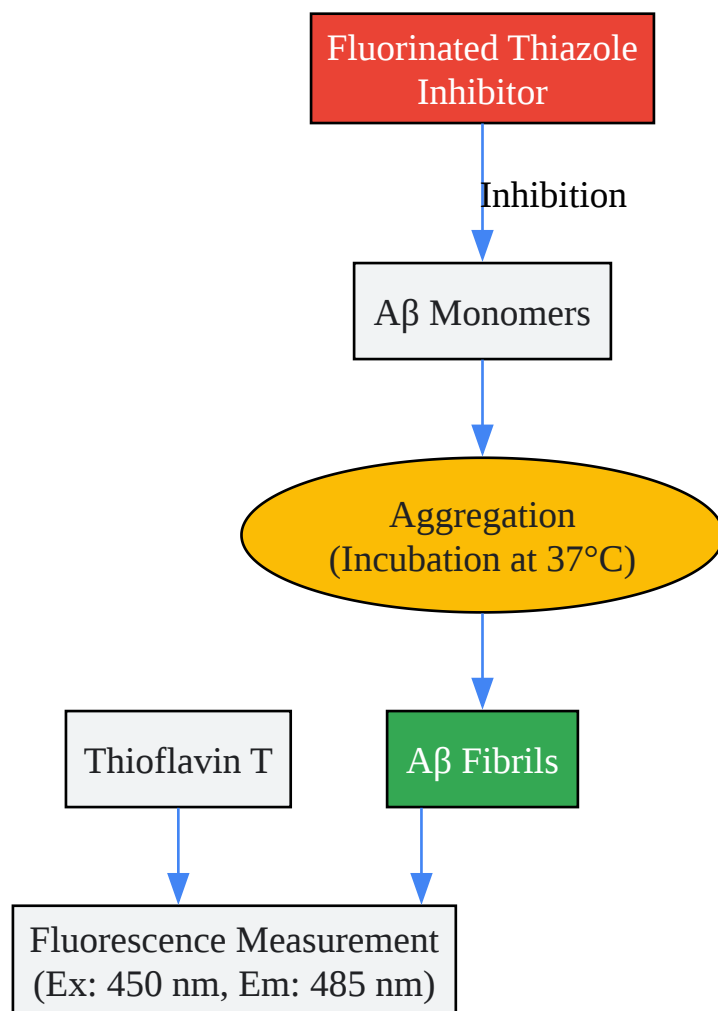 Fluorinated Thiazole
Inhibitor
Inhibition
Aβ Monomers
Aggregation
(Incubation at 37°C)
Thioflavin T
Aβ Fibrils
Fluorescence Measurement
(Ex: 450 nm, Em: 485 nm)